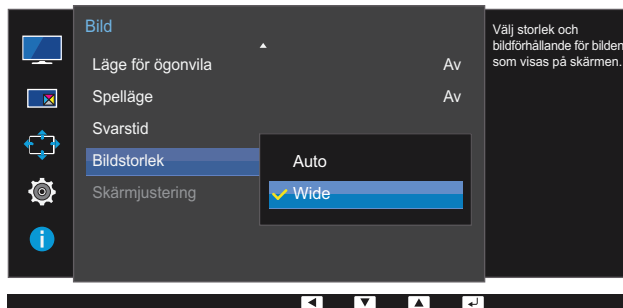 Bild
Läge för ögonvila Av
Spelläge Av
Svarstid
Bildstorlek
Auto
Skärmjustering
Wide
Välj storlek och
bildförhållande för bilden
som visas på skärmen.